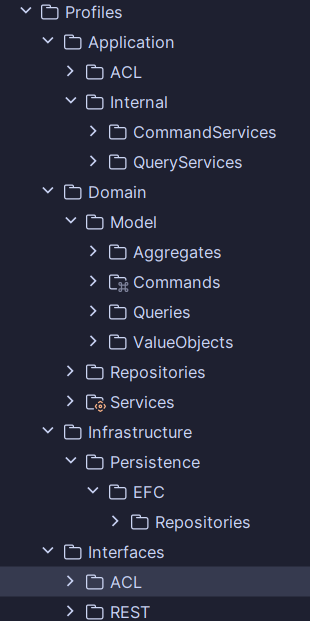 Profiles
Application
ACL
Internal
CommandServices
QueryServices
Domain
Model
Aggregates
Commands
Queries
ValueObjects
Repositories
Services
Infrastructure
Persistence
EFC
Repositories
Interfaces
ACL
REST